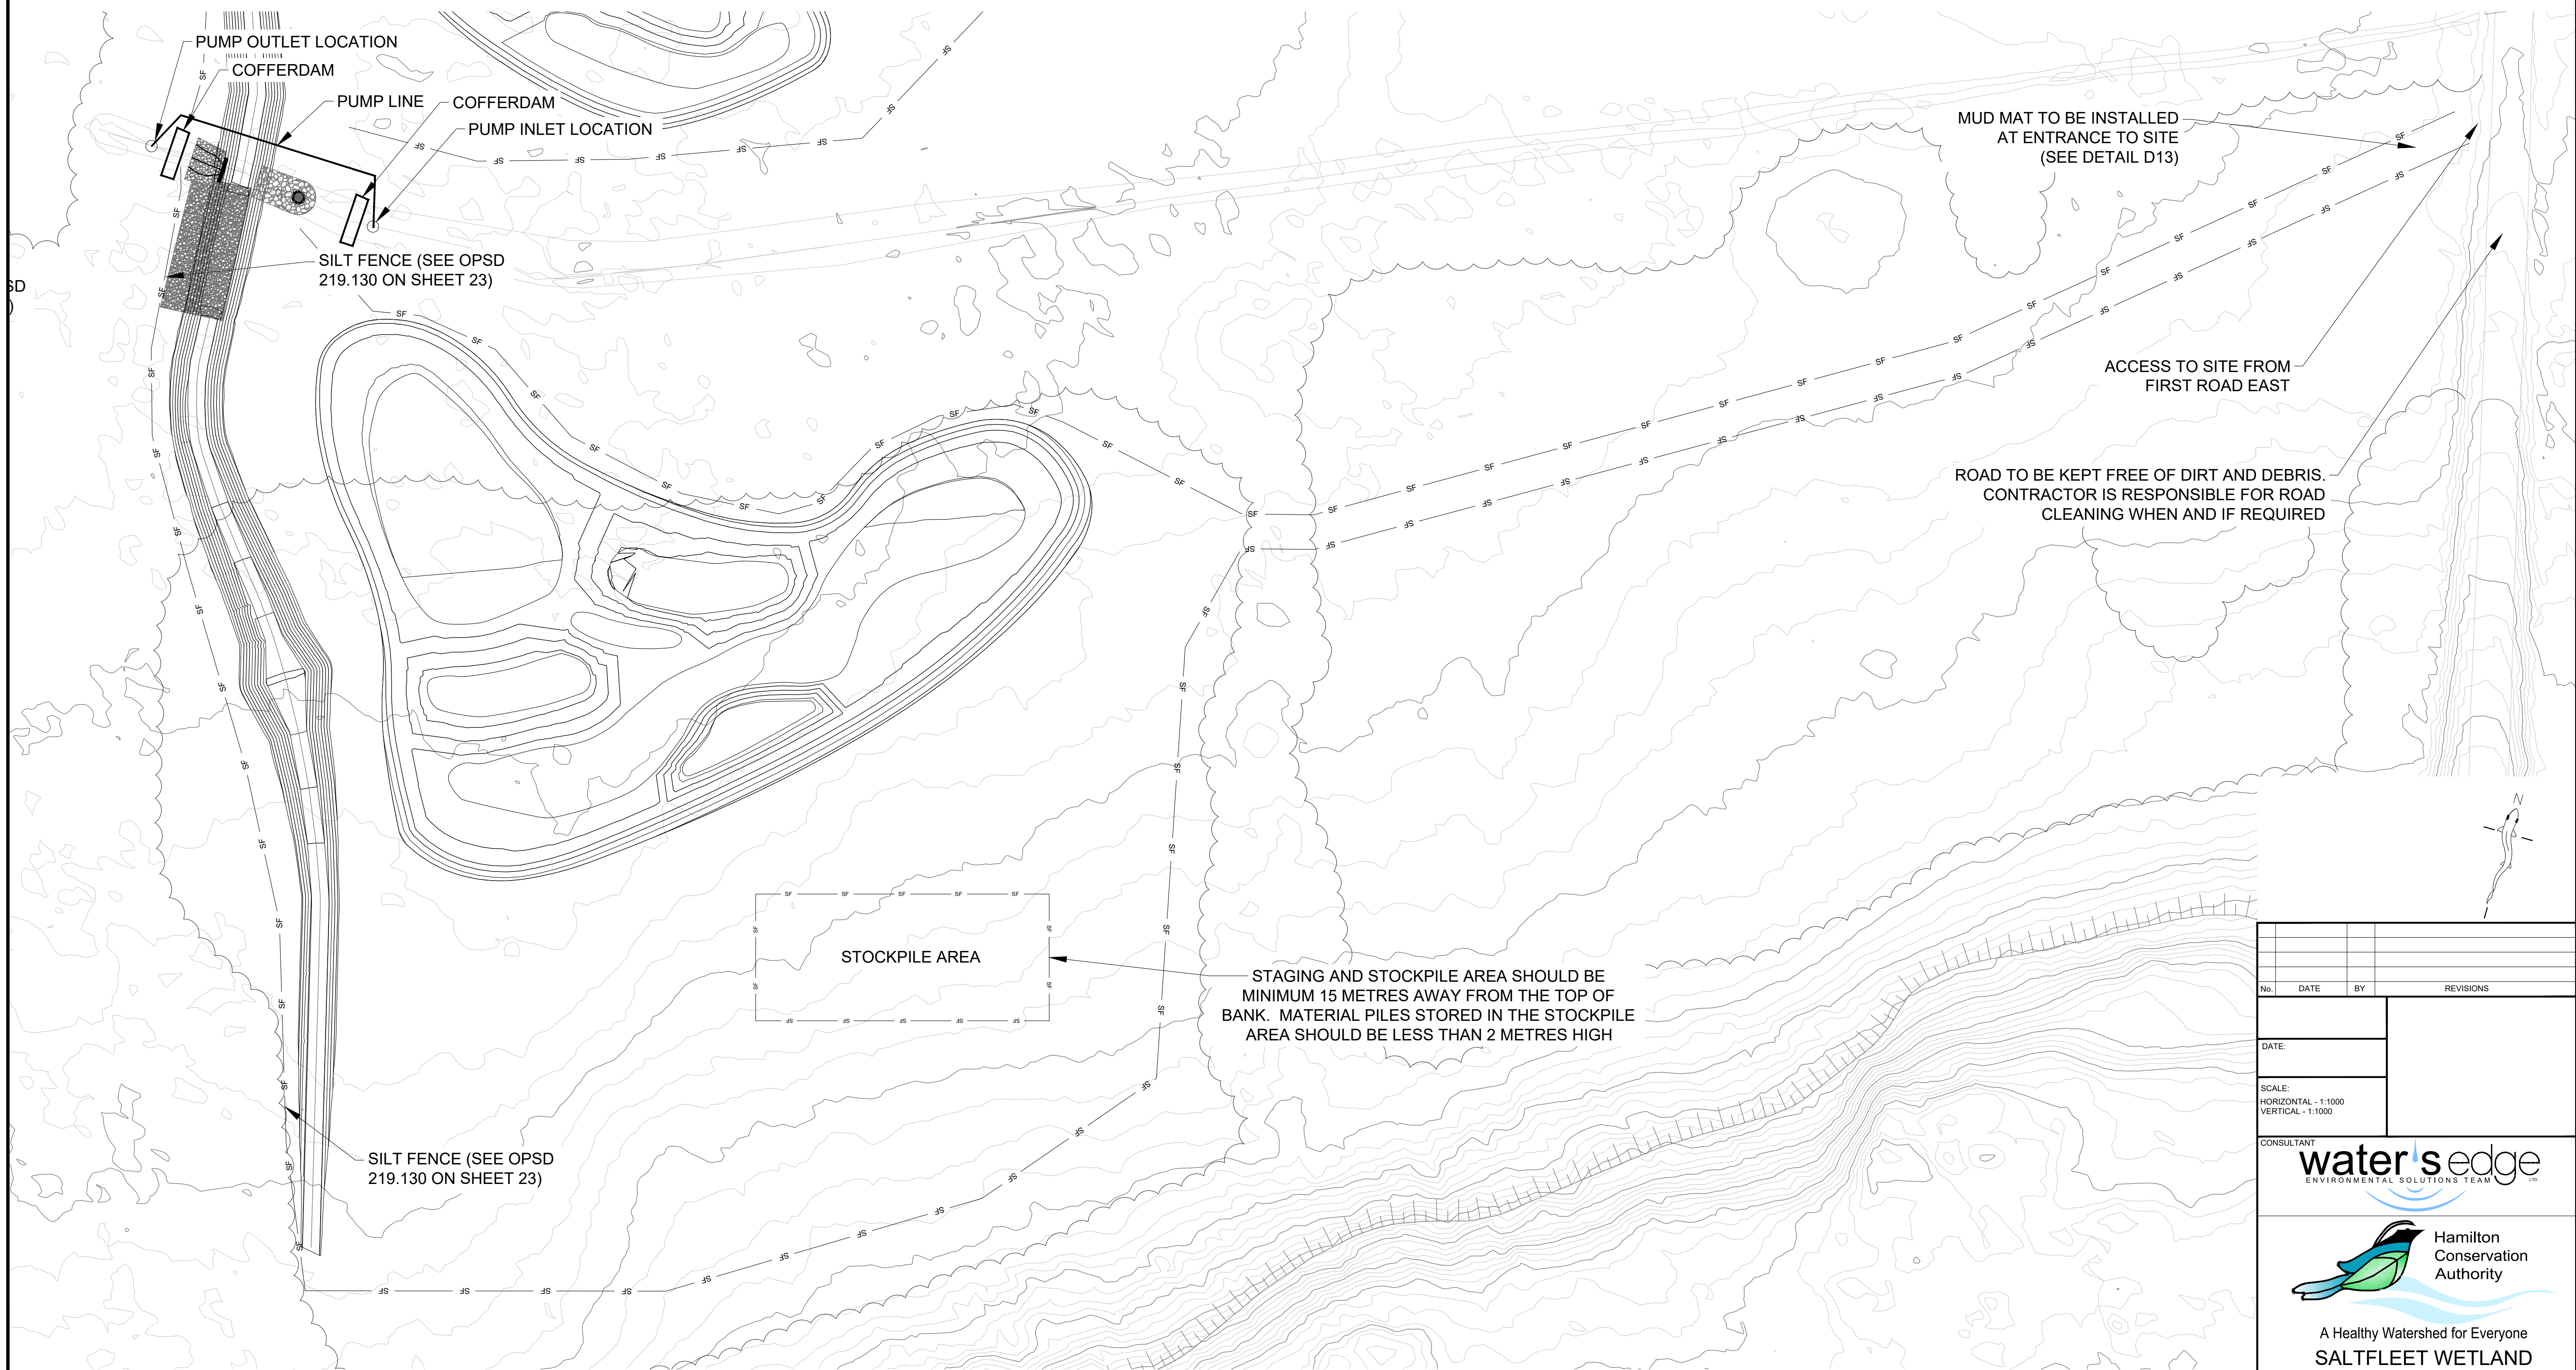 PUMP OUTLET LOCATION
COFFERDAM
PUMP LINE
COFFERDAM
PUMP INLET LOCATION
SILT FENCE (SEE OPSD
219.130 ON SHEET 23)
SD
)
MUD MAT TO BE INSTALLED
AT ENTRANCE TO SITE
(SEE DETAIL D13)
ACCESS TO SITE FROM
FIRST ROAD EAST
ROAD TO BE KEPT FREE OF DIRT AND DEBRIS.
CONTRACTOR IS RESPONSIBLE FOR ROAD
CLEANING WHEN AND IF REQUIRED
STOCKPILE AREA
STAGING AND STOCKPILE AREA SHOULD BE
MINIMUM 15 METRES AWAY FROM THE TOP OF
BANK. MATERIAL PILES STORED IN THE STOCKPILE
AREA SHOULD BE LESS THAN 2 METRES HIGH
SILT FENCE (SEE OPSD
219.130 ON SHEET 23)
SF
N
No. DATE BY REVISIONS
DATE:
SCALE:
HORIZONTAL - 1:1000
VERTICAL - 1:1000
CONSULTANT
water's edge
ENVIRONMENTAL SOLUTIONS TEAM LTD.
Hamilton
Conservation
Authority
A Healthy Watershed for Everyone
SALTFLEET WETLAND